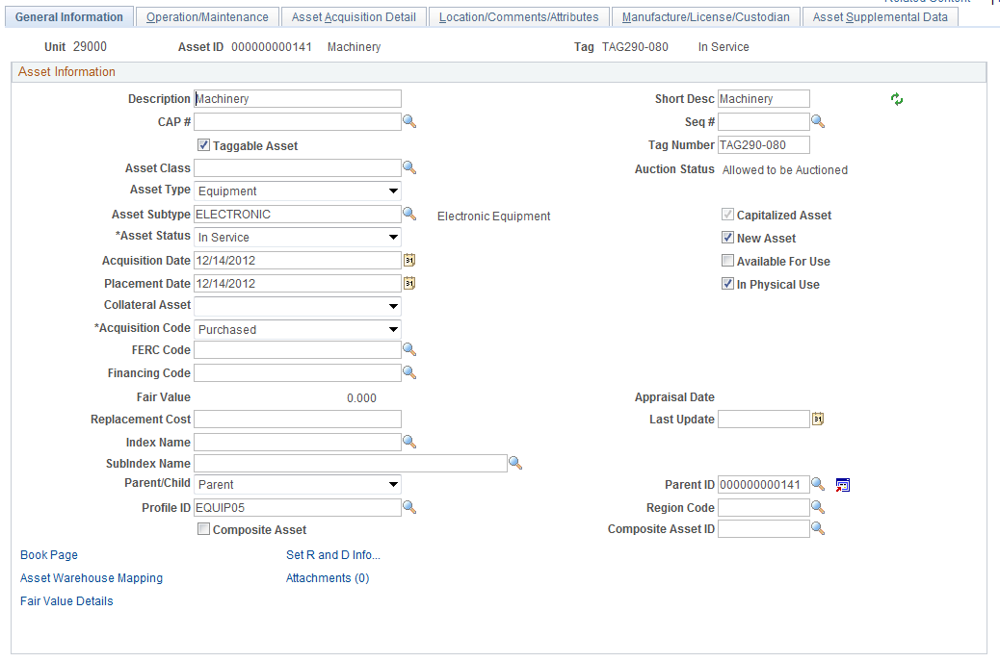 Related Content
General Information Operation/Maintenance Asset Acquisition Detail Location/Comments/Attributes Manufacture/License/Custodian Asset Supplemental Data
Unit 29000 Asset ID 000000000141 Machinery Tag TAG290-080 In Service
Asset Information
Description Machinery Short Desc Machinery
CAP # Seq #
Taggable Asset Tag Number TAG290-080
Asset Class Auction Status Allowed to be Auctioned
Asset Type Equipment
Asset Subtype ELECTRONIC Electronic Equipment Capitalized Asset
*Asset Status In Service New Asset
Acquisition Date 12/14/2012 31 Available For Use
Placement Date 12/14/2012 31 In Physical Use
Collateral Asset
*Acquisition Code Purchased
FERC Code
Financing Code
Fair Value 0.000 Appraisal Date
Replacement Cost Last Update 31
Index Name
SubIndex Name
Parent/Child Parent Parent ID 000000000141
Profile ID EQUIP05 Region Code
Composite Asset Composite Asset ID
Book Page Set R and D Info...
Asset Warehouse Mapping Attachments (0)
Fair Value Details